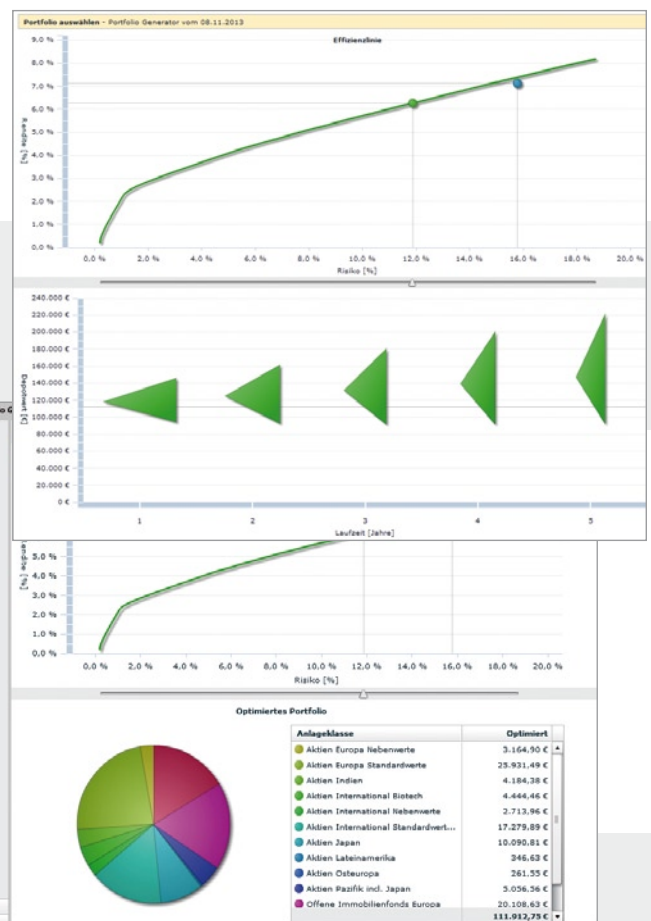 Portfolio auswählen - Portfolio Generator vom 08.11.2013
Effizienzlinie
9.0 %
8.0 %
7.0 %
6.0 %
5.0 %
4.0 %
3.0 %
2.0 %
1.0 %
0.0 %
Rendite [%]
0.0 % 2.0 % 4.0 % 6.0 % 8.0 % 10.0 % 12.0 % 14.0 % 16.0 % 18.0 % 20.0 %
Risiko [%]
240.000 €
220.000 €
200.000 €
180.000 €
160.000 €
140.000 €
120.000 €
100.000 €
80.000 €
60.000 €
40.000 €
20.000 €
0 €
Depotwert [€]
1 2 3 4 5
Laufzeit [Jahre]
5.0 %
4.0 %
3.0 %
2.0 %
1.0 %
0.0 %
[%]
0.0 % 2.0 % 4.0 % 6.0 % 8.0 % 10.0 % 12.0 % 14.0 % 16.0 % 18.0 % 20.0 %
Risiko [%]
Optimiertes Portfolio
Anlageklasse Optimiert
Aktien Europa Nebenwerte 3.164,90 €
Aktien Europa Standardwerte 25.931,49 €
Aktien Indien 4.184,38 €
Aktien International Biotech 4.444,46 €
Aktien International Nebenwerte 2.713,96 €
Aktien International Standardwert... 17.279,89 €
Aktien Japan 10.090,81 €
Aktien Lateinamerika 346,63 €
Aktien Osteuropa 261,55 €
Aktien Pazifik incl. Japan 5.056,56 €
Offene Immobilienfonds Europa 20.108,63 €
111.912,75 €